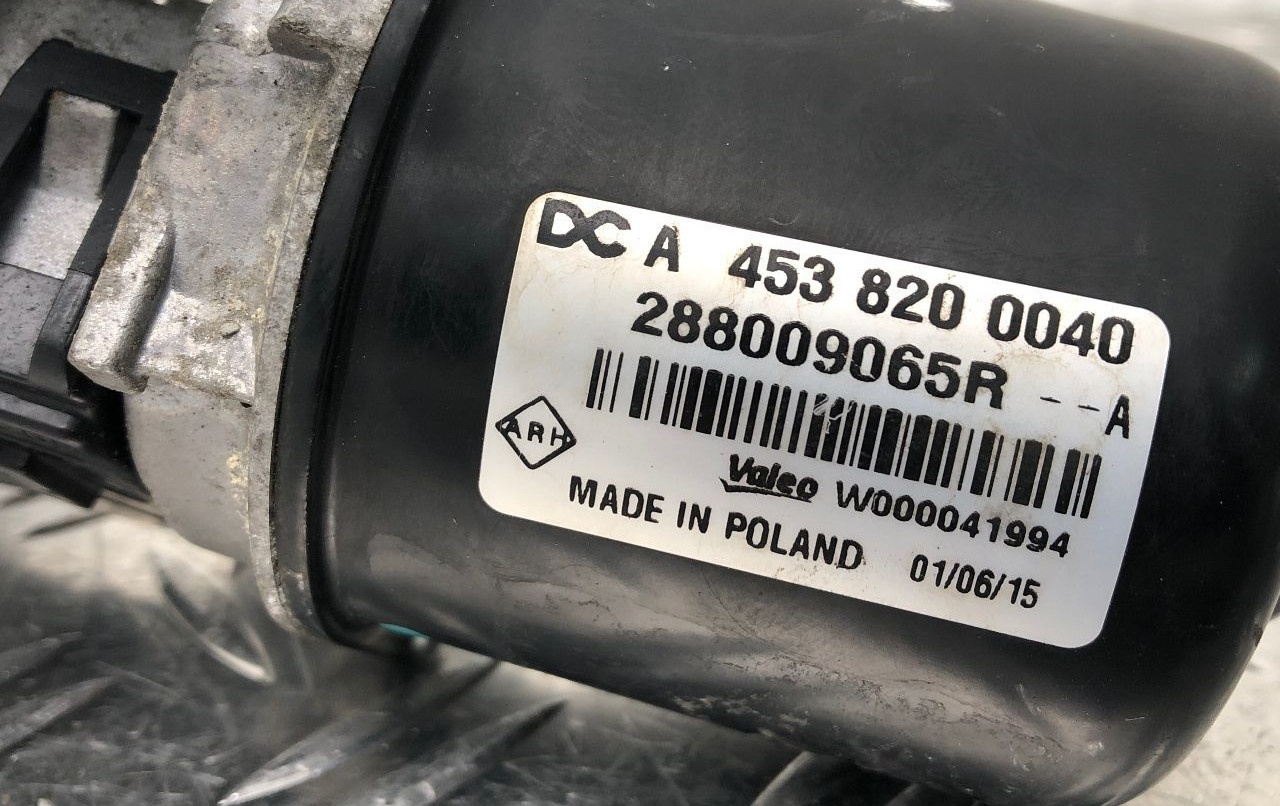 DC A 453 820 0040
288009065R --A
ARH
Valeo W000041994
MADE IN POLAND 01/06/15